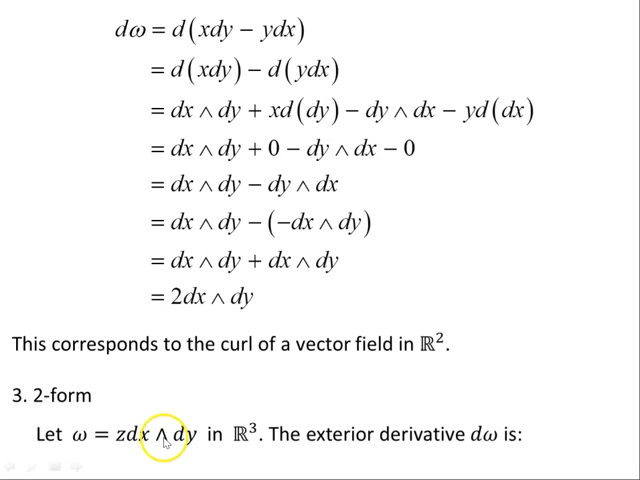 dω = d(xdy − ydx)
= d(xdy) − d(ydx)
= dx ∧ dy + xd(dy) − dy ∧ dx − yd(dx)
= dx ∧ dy + 0 − dy ∧ dx − 0
= dx ∧ dy − dy ∧ dx
= dx ∧ dy − (−dx ∧ dy)
= dx ∧ dy + dx ∧ dy
= 2dx ∧ dy
This corresponds to the curl of a vector field in ℝ².
3. 2-form
Let ω = zdx ∧ dy in ℝ³. The exterior derivative dω is: